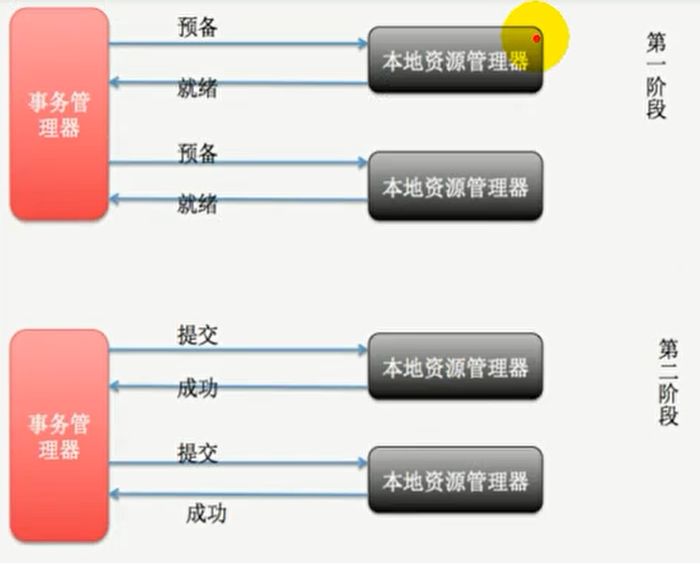 预备
本地资源管理器
就绪
事务管
理器
预备
本地资源管理器
就绪
第一阶段
提交
本地资源管理器
成功
事务管
理器
提交
本地资源管理器
成功
第二阶段